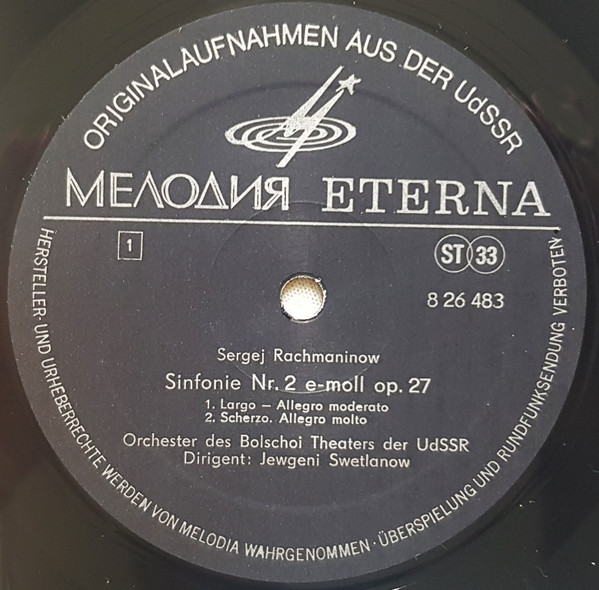 ORIGINALAUFNAHMEN AUS DER UdSSR
МЕЛОДИЯ ETERNA
1
ST 33
8 26 483
Sergej Rachmaninow
Sinfonie Nr. 2 e-moll op. 27
1. Largo – Allegro moderato
2. Scherzo. Allegro molto
Orchester des Bolschoi Theaters der UdSSR
Dirigent: Jewgeni Swetlanow
HERSTELLER- UND URHEBERRECHTE WERDEN VON MELODIA WAHRGENOMMEN · ÜBERSPIELUNG UND RUNDFUNKSENDUNG VERBOTEN